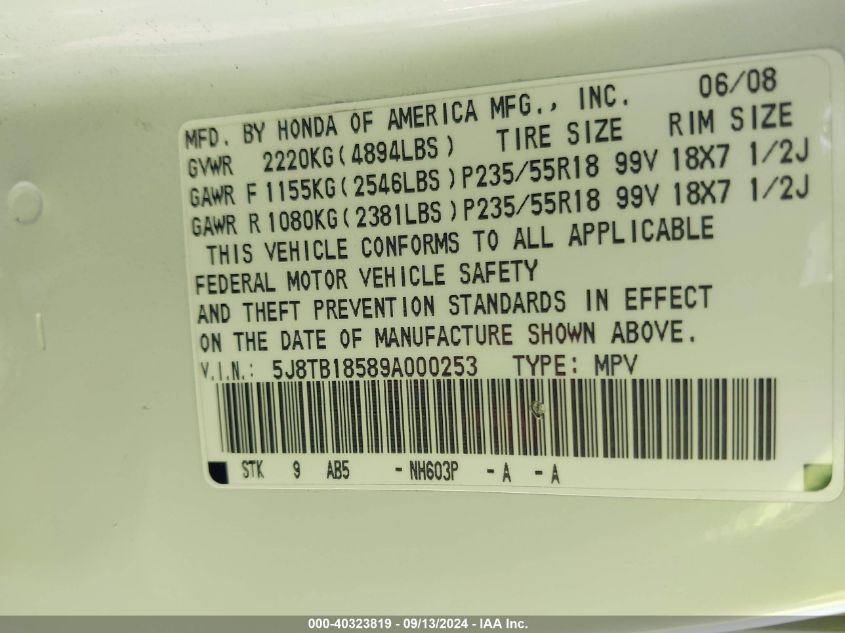 MFD. BY HONDA OF AMERICA MFG., INC. 06/08
GVWR 2220KG(4894LBS) TIRE SIZE RIM SIZE
GAWR F 1155KG(2546LBS)P235/55R18 99V 18X7 1/2J
GAWR R 1080KG(2381LBS)P235/55R18 99V 18X7 1/2J
THIS VEHICLE CONFORMS TO ALL APPLICABLE
FEDERAL MOTOR VEHICLE SAFETY
AND THEFT PREVENTION STANDARDS IN EFFECT
ON THE DATE OF MANUFACTURE SHOWN ABOVE.
V.I.N.: 5J8TB18589A000253 TYPE: MPV
STK 9 AB5 - NH603P - A - A
000-40323819 - 09/13/2024 - IAA Inc.